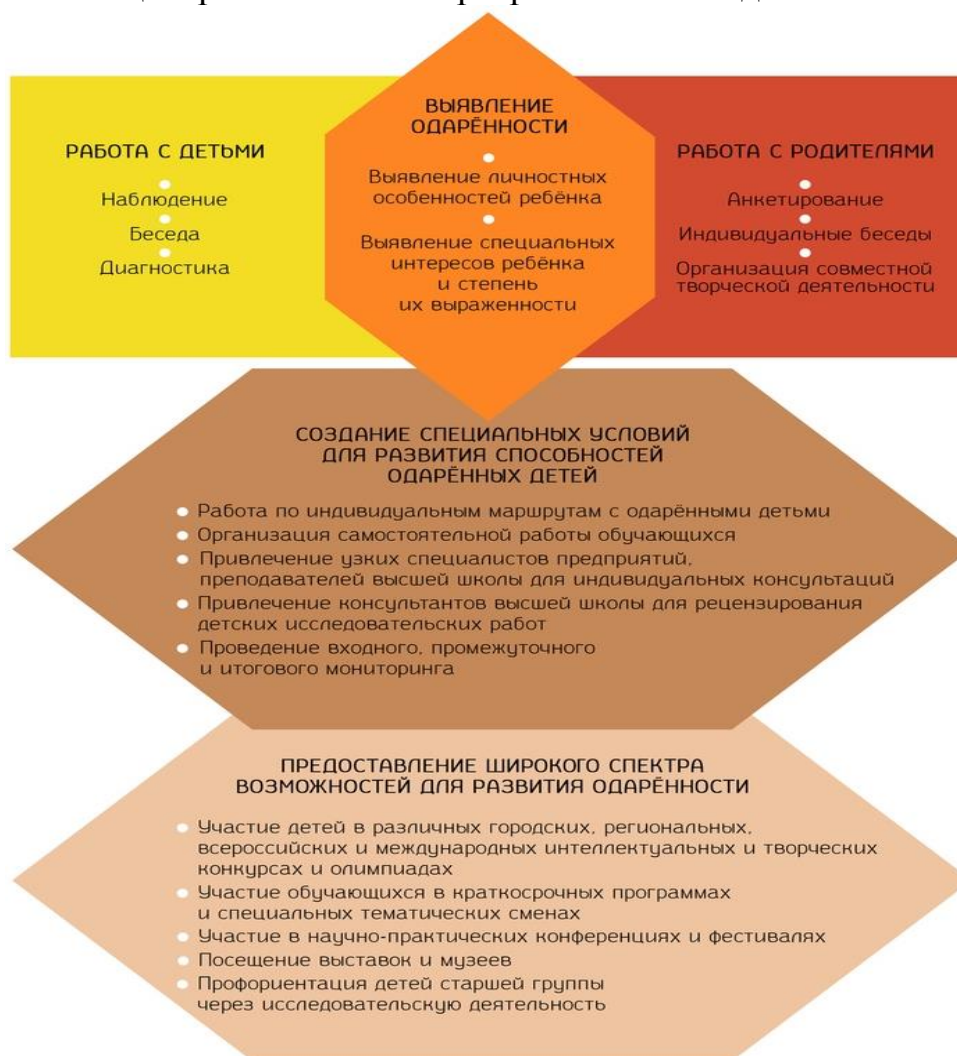 РАБОТА С ДЕТЬМИ
Наблюдение
Беседа
Диагностика
ВЫЯВЛЕНИЕ
ОДАРЁННОСТИ
Выявление личностных
особенностей ребёнка
Выявление специальных
интересов ребёнка
и степень
их выраженности
РАБОТА С РОДИТЕЛЯМИ
Анкетирование
Индивидуальные беседы
Организация совместной
творческой деятельности
СОЗДАНИЕ СПЕЦИАЛЬНЫХ УСЛОВИЙ
ДЛЯ РАЗВИТИЯ СПОСОБНОСТЕЙ
ОДАРЁННЫХ ДЕТЕЙ
Работа по индивидуальным маршрутам с одарёнными детьми
Организация самостоятельной работы обучающихся
Привлечение узких специалистов предприятий,
преподавателей высшей школы для индивидуальных консультаций
Привлечение консультантов высшей школы для рецензирования
детских исследовательских работ
Проведение входного, промежуточного
и итогового мониторинга
ПРЕДОСТАВЛЕНИЕ ШИРОКОГО СПЕКТРА
ВОЗМОЖНОСТЕЙ ДЛЯ РАЗВИТИЯ ОДАРЁННОСТИ
Участие детей в различных городских, региональных,
всероссийских и международных интеллектуальных и творческих
конкурсах и олимпиадах
Участие обучающихся в краткосрочных программах
и специальных тематических сменах
Участие в научно-практических конференциях и фестивалях
Посещение выставок и музеев
Профориентация детей старшей группы
через исследовательскую деятельность